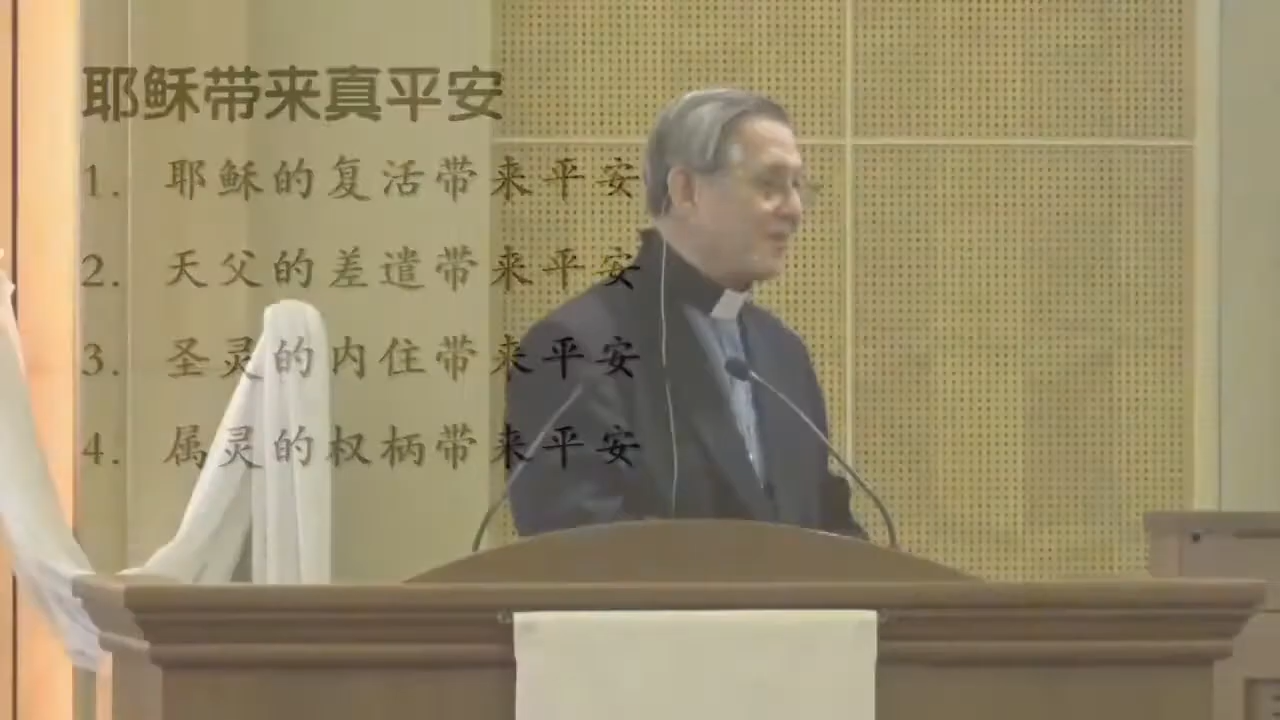 耶稣带来真平安
1. 耶稣的复活带来平安
2. 天父的差遣带来平安
3. 圣灵的内住带来平安
4. 属灵的权柄带来平安